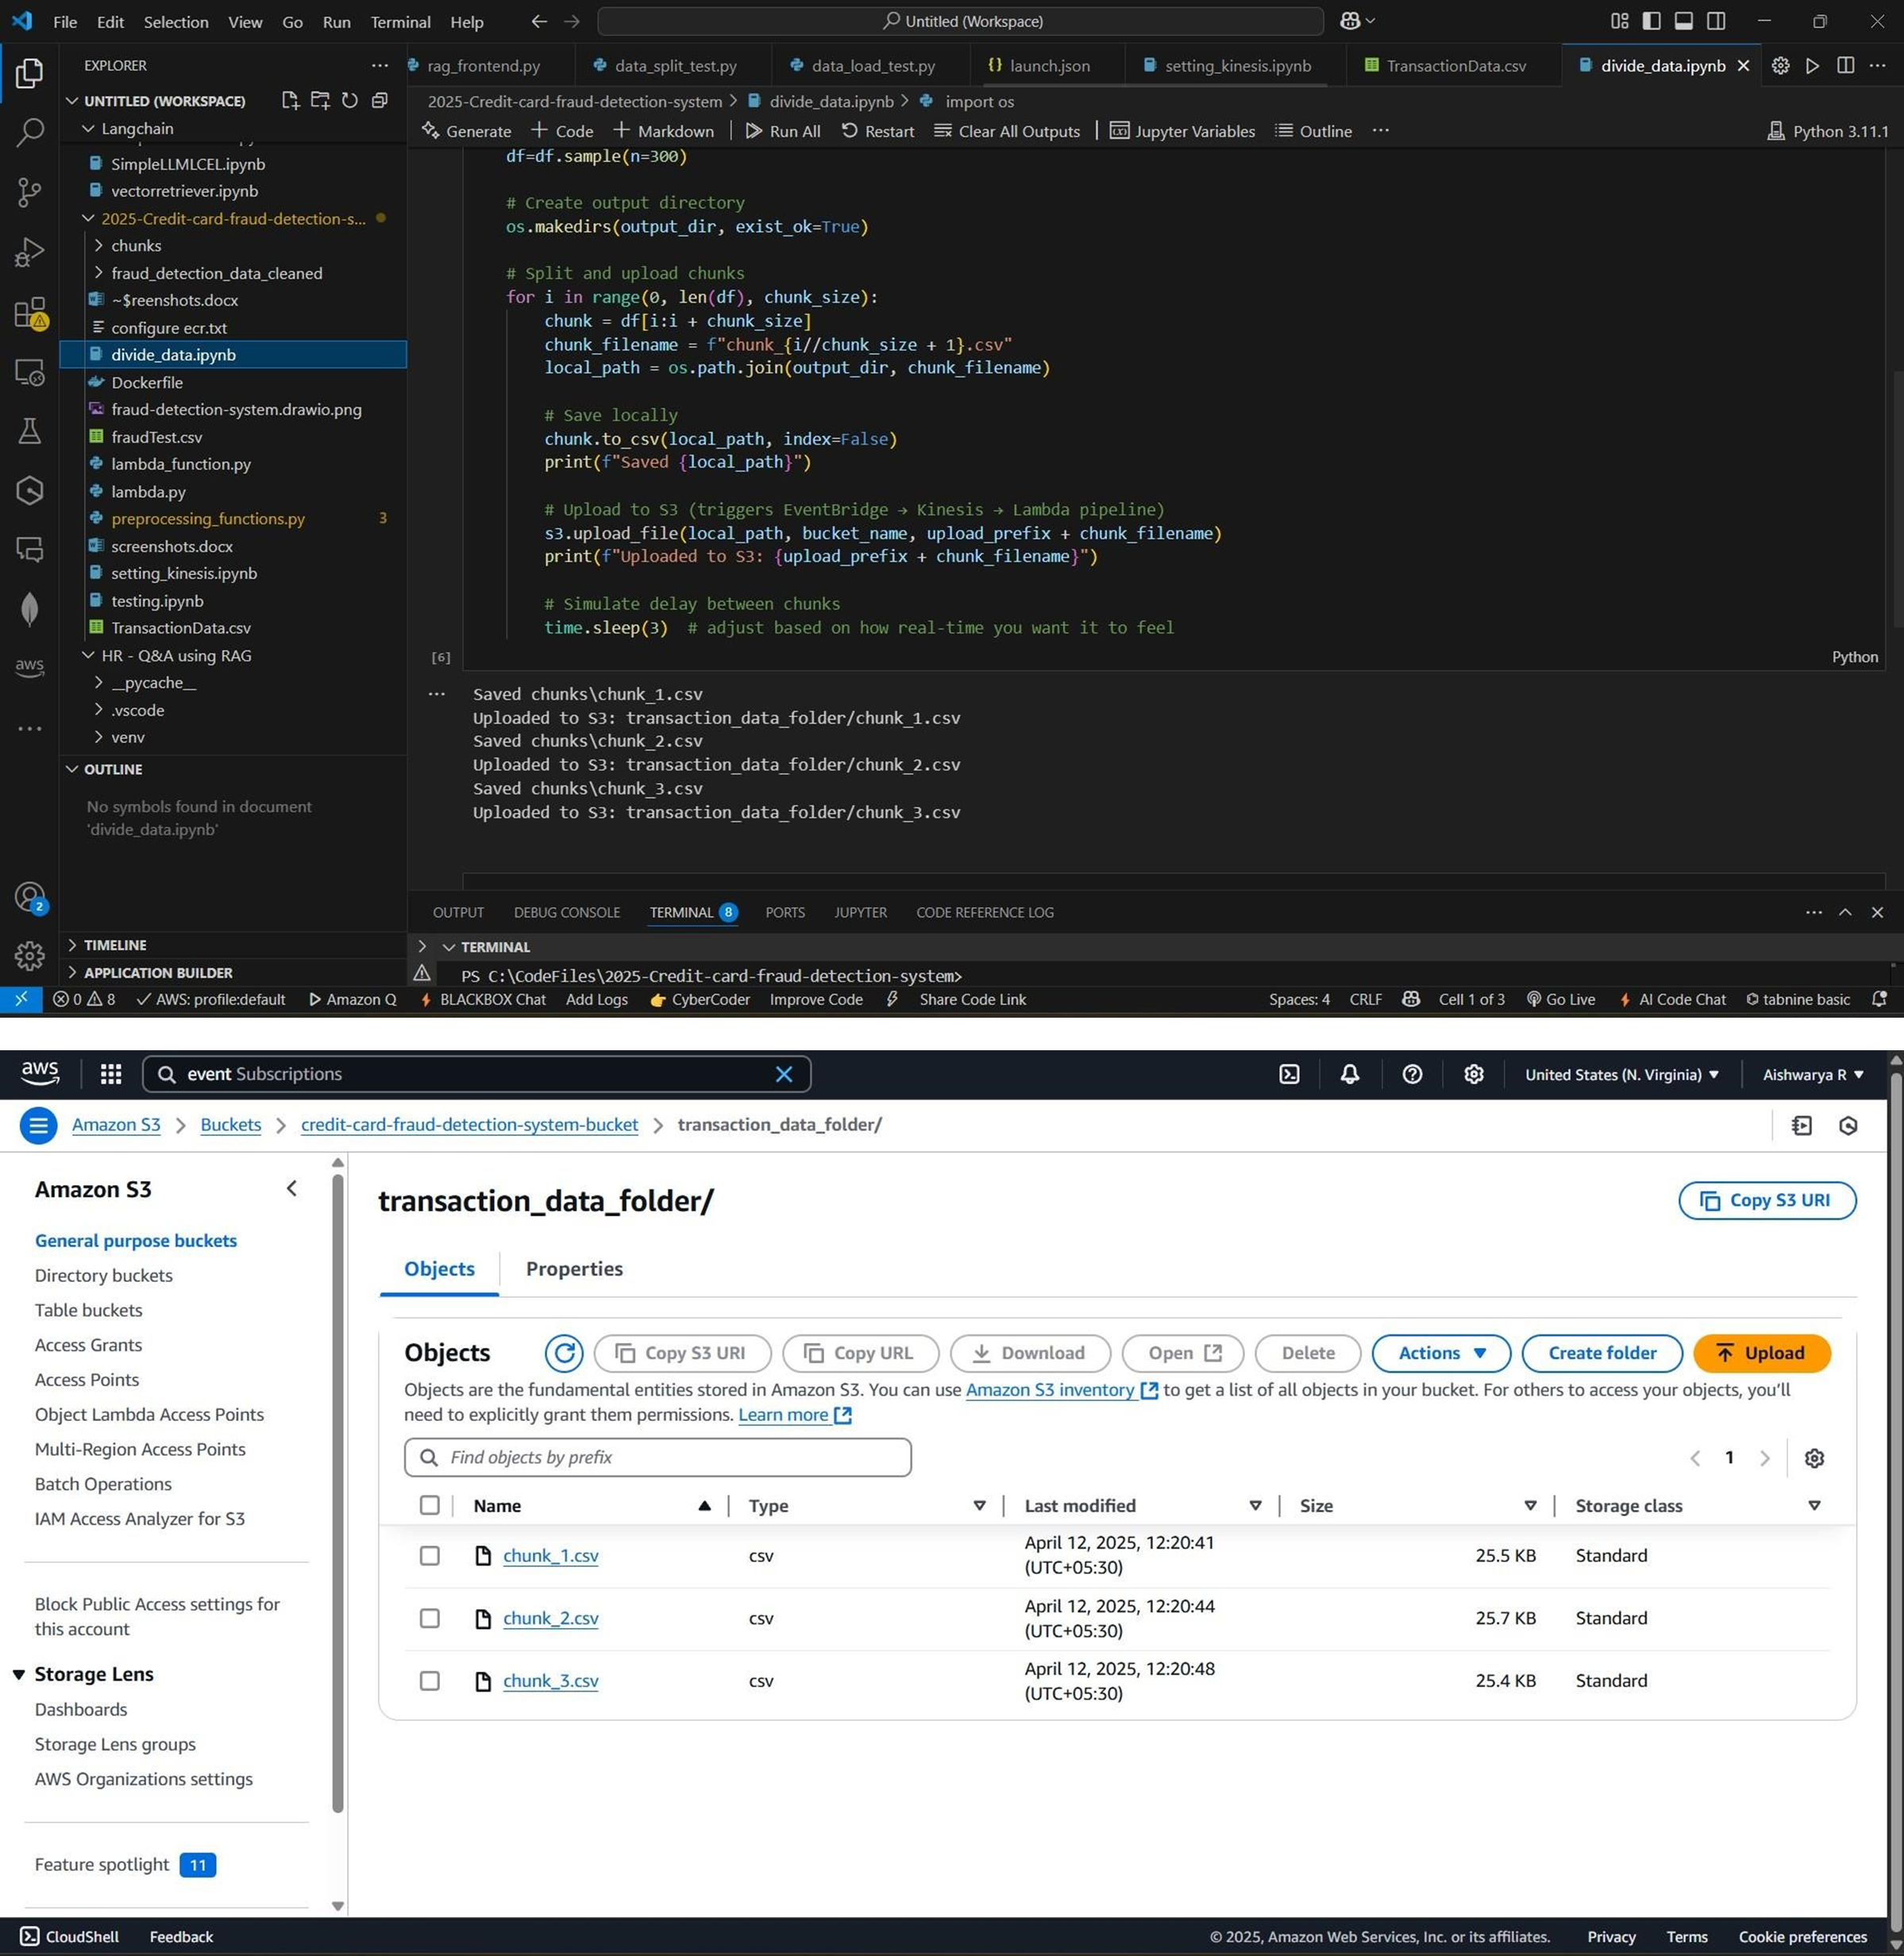 File Edit Selection View Go Run Terminal Help Untitled (Workspace)
EXPLORER
UNTITLED (WORKSPACE)
Langchain
SimpleLLMLCEL.ipynb
vectorretriever.ipynb
2025-Credit-card-fraud-detection-s...
chunks
fraud_detection_data_cleaned
~$reenshots.docx
configure ecr.txt
divide_data.ipynb
Dockerfile
fraud-detection-system.drawio.png
fraudTest.csv
lambda_function.py
lambda.py
preprocessing_functions.py 3
screenshots.docx
setting_kinesis.ipynb
testing.ipynb
TransactionData.csv
HR - Q&A using RAG
__pycache__
.vscode
venv
OUTLINE
No symbols found in document
'divide_data.ipynb'
TIMELINE
APPLICATION BUILDER
aws
2
rag_frontend.py data_split_test.py data_load_test.py {} launch.json setting_kinesis.ipynb TransactionData.csv divide_data.ipynb
2025-Credit-card-fraud-detection-system > divide_data.ipynb > import os
Generate + Code + Markdown | Run All Restart Clear All Outputs | Jupyter Variables Outline ... Python 3.11.1
df=df.sample(n=300)
# Create output directory
os.makedirs(output_dir, exist_ok=True)
# Split and upload chunks
for i in range(0, len(df), chunk_size):
chunk = df[i:i + chunk_size]
chunk_filename = f"chunk_{i//chunk_size + 1}.csv"
local_path = os.path.join(output_dir, chunk_filename)
# Save locally
chunk.to_csv(local_path, index=False)
print(f"Saved {local_path}")
# Upload to S3 (triggers EventBridge → Kinesis → Lambda pipeline)
s3.upload_file(local_path, bucket_name, upload_prefix + chunk_filename)
print(f"Uploaded to S3: {upload_prefix + chunk_filename}")
# Simulate delay between chunks
time.sleep(3) # adjust based on how real-time you want it to feel
[6] Python
Saved chunks\chunk_1.csv
Uploaded to S3: transaction_data_folder/chunk_1.csv
Saved chunks\chunk_2.csv
Uploaded to S3: transaction_data_folder/chunk_2.csv
Saved chunks\chunk_3.csv
Uploaded to S3: transaction_data_folder/chunk_3.csv
OUTPUT DEBUG CONSOLE TERMINAL 8 PORTS JUPYTER CODE REFERENCE LOG
TERMINAL
PS C:\CodeFiles\2025-Credit-card-fraud-detection-system>
0 8 AWS: profile:default Amazon Q BLACKBOX Chat Add Logs CyberCoder Improve Code Share Code Link Spaces: 4 CRLF Cell 1 of 3 Go Live AI Code Chat tabnine basic
aws event Subscriptions United States (N. Virginia) Aishwarya R
Amazon S3 > Buckets > credit-card-fraud-detection-system-bucket > transaction_data_folder/
Amazon S3
General purpose buckets
Directory buckets
Table buckets
Access Grants
Access Points
Object Lambda Access Points
Multi-Region Access Points
Batch Operations
IAM Access Analyzer for S3
Block Public Access settings for
this account
Storage Lens
Dashboards
Storage Lens groups
AWS Organizations settings
Feature spotlight 11
transaction_data_folder/
Copy S3 URI
Objects Properties
Objects Copy S3 URI Copy URL Download Open Delete Actions Create folder Upload
Objects are the fundamental entities stored in Amazon S3. You can use Amazon S3 inventory to get a list of all objects in your bucket. For others to access your objects, you'll
need to explicitly grant them permissions. Learn more
Find objects by prefix
1
Name Type Last modified Size Storage class
chunk_1.csv csv April 12, 2025, 12:20:41 (UTC+05:30) 25.5 KB Standard
chunk_2.csv csv April 12, 2025, 12:20:44 (UTC+05:30) 25.7 KB Standard
chunk_3.csv csv April 12, 2025, 12:20:48 (UTC+05:30) 25.4 KB Standard
CloudShell Feedback © 2025, Amazon Web Services, Inc. or its affiliates. Privacy Terms Cookie preferences